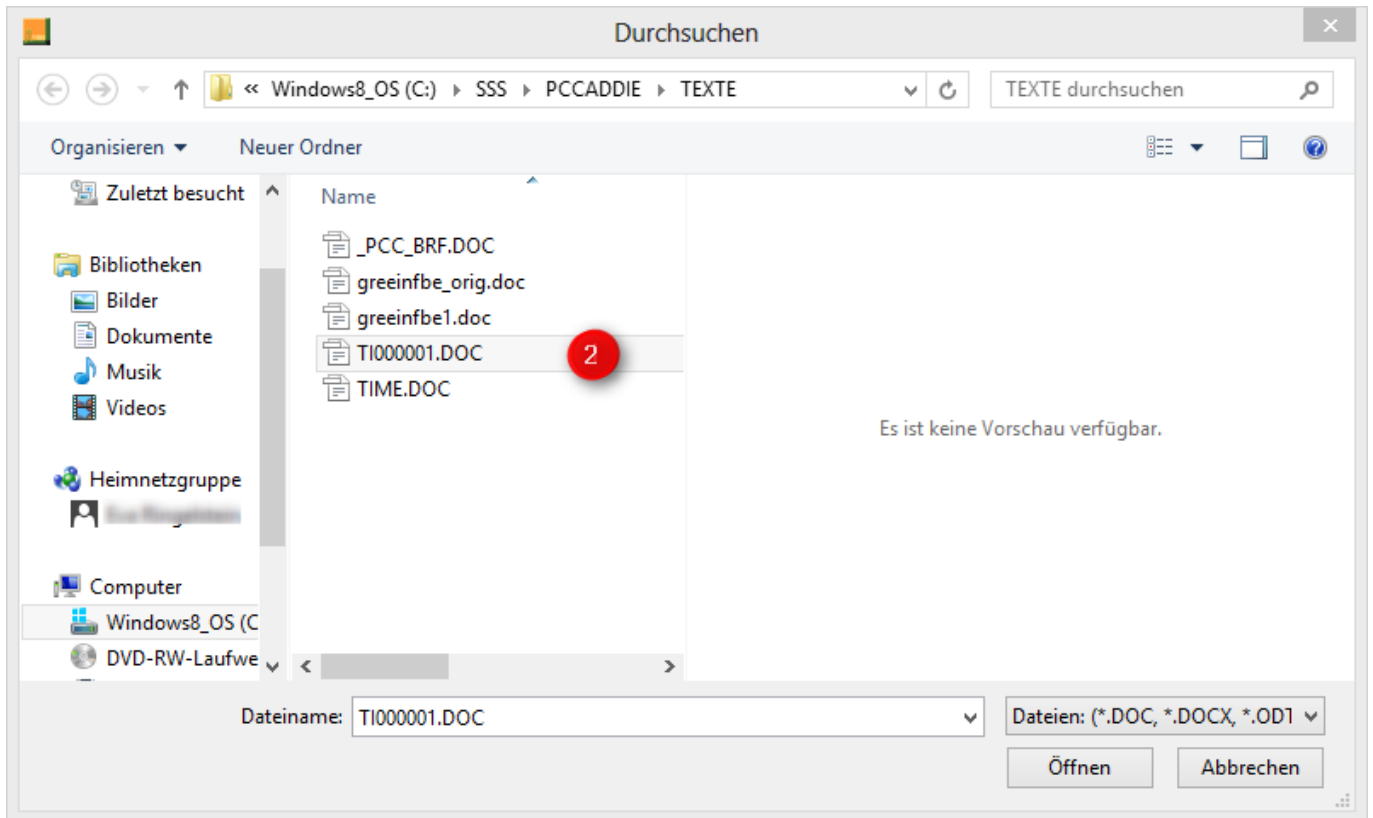 Durchsuchen
« Windows8_OS (C:) ▸ SSS ▸ PCCADDIE ▸ TEXTE
TEXTE durchsuchen
Organisieren
Neuer Ordner
Zuletzt besucht
Bibliotheken
Bilder
Dokumente
Musik
Videos
Heimnetzgruppe
Computer
Windows8_OS (C
DVD-RW-Laufwe
Name
_PCC_BRF.DOC
greeinfbe_orig.doc
greeinfbe1.doc
TI000001.DOC
2
TIME.DOC
Es ist keine Vorschau verfügbar.
Dateiname: TI000001.DOC
Dateien: (*.DOC, *.DOCX, *.ODT
Öffnen
Abbrechen